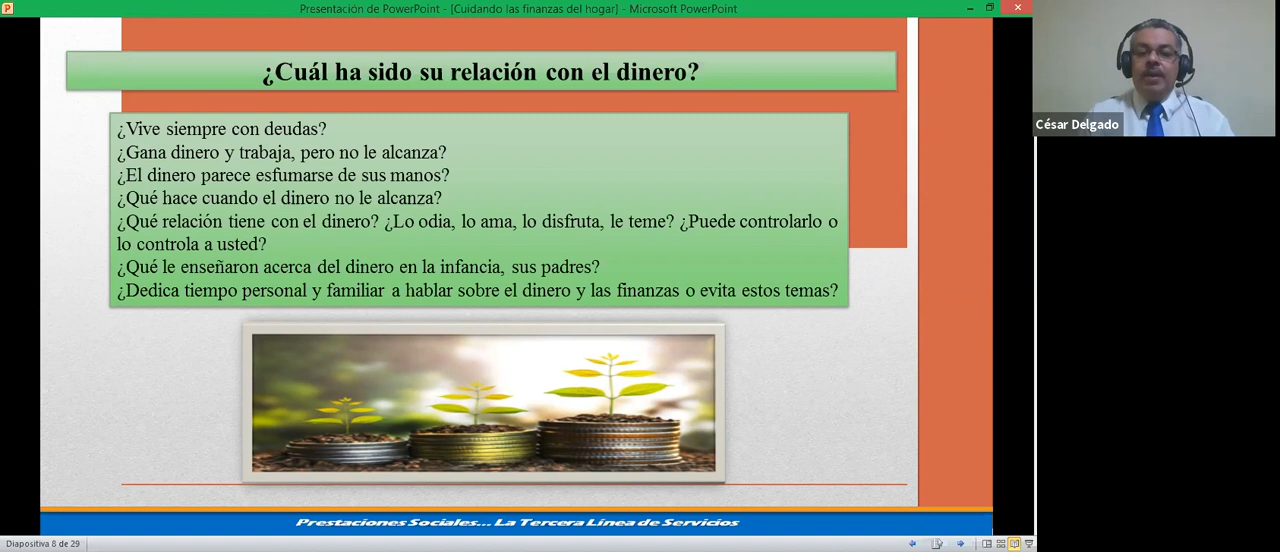 Presentación de PowerPoint - [Cuidando las finanzas del hogar] - Microsoft PowerPoint
¿Cuál ha sido su relación con el dinero?
¿Vive siempre con deudas?
¿Gana dinero y trabaja, pero no le alcanza?
¿El dinero parece esfumarse de sus manos?
¿Qué hace cuando el dinero no le alcanza?
¿Qué relación tiene con el dinero? ¿Lo odia, lo ama, lo disfruta, le teme? ¿Puede controlarlo o
lo controla a usted?
¿Qué le enseñaron acerca del dinero en la infancia, sus padres?
¿Dedica tiempo personal y familiar a hablar sobre el dinero y las finanzas o evita estos temas?
Prestaciones Sociales... La Tercera Línea de Servicios
Diapositiva 8 de 29
César Delgado